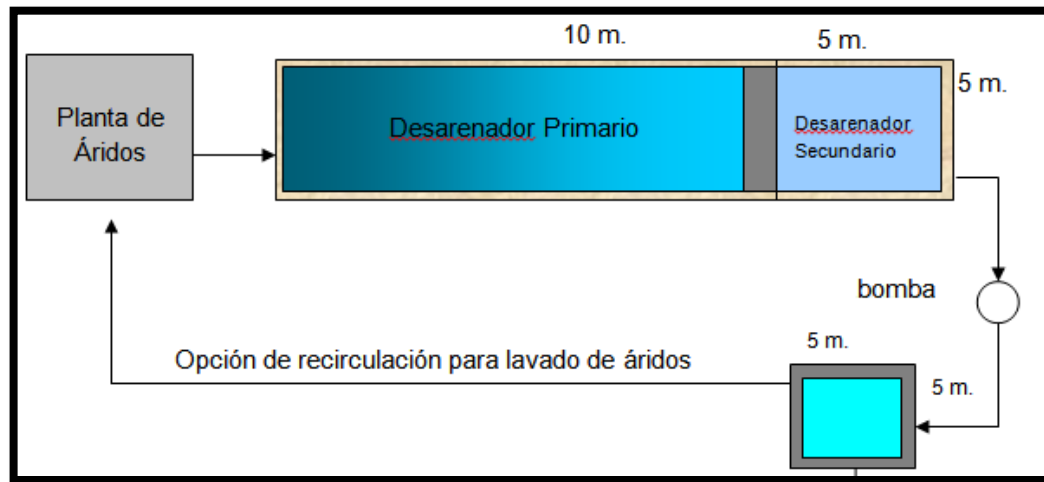 10 m.
5 m.
5 m.
Planta de
Áridos
Desarenador Primario
Desarenador
Secundario
bomba
5 m.
Opción de recirculación para lavado de áridos
5 m.